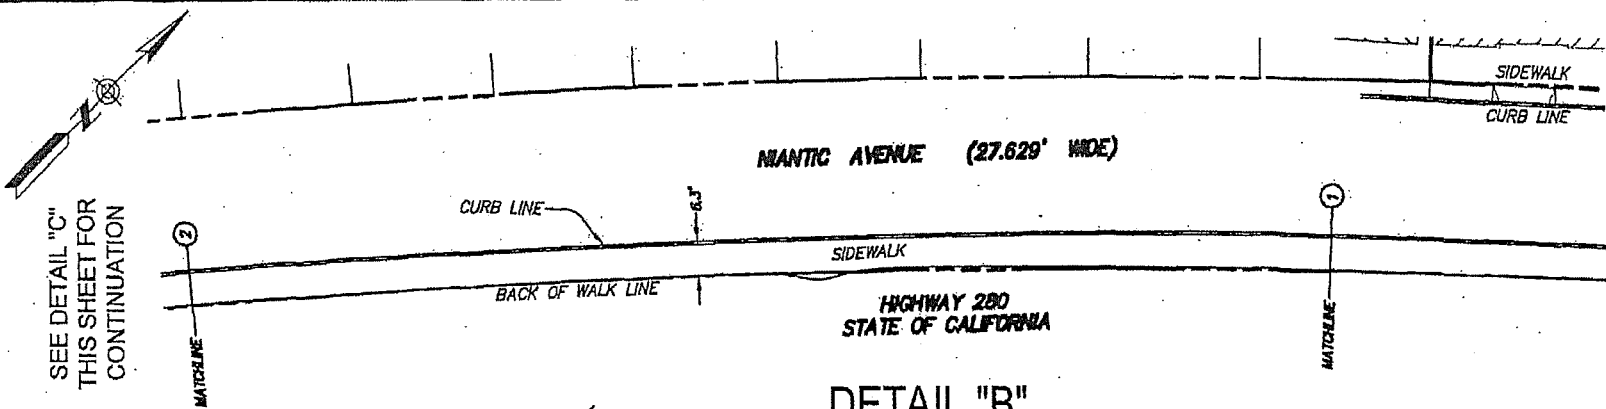 SIDEWALK
CURB LINE
NIANTIC AVENUE (27.629' WIDE)
SEE DETAIL "C"
THIS SHEET FOR
CONTINUATION
N
2
CURB LINE
6.3'
1
SIDEWALK
BACK OF WALK LINE
HIGHWAY 280
STATE OF CALIFORNIA
MATCHLINE
MATCHLINE
DETAIL "B"